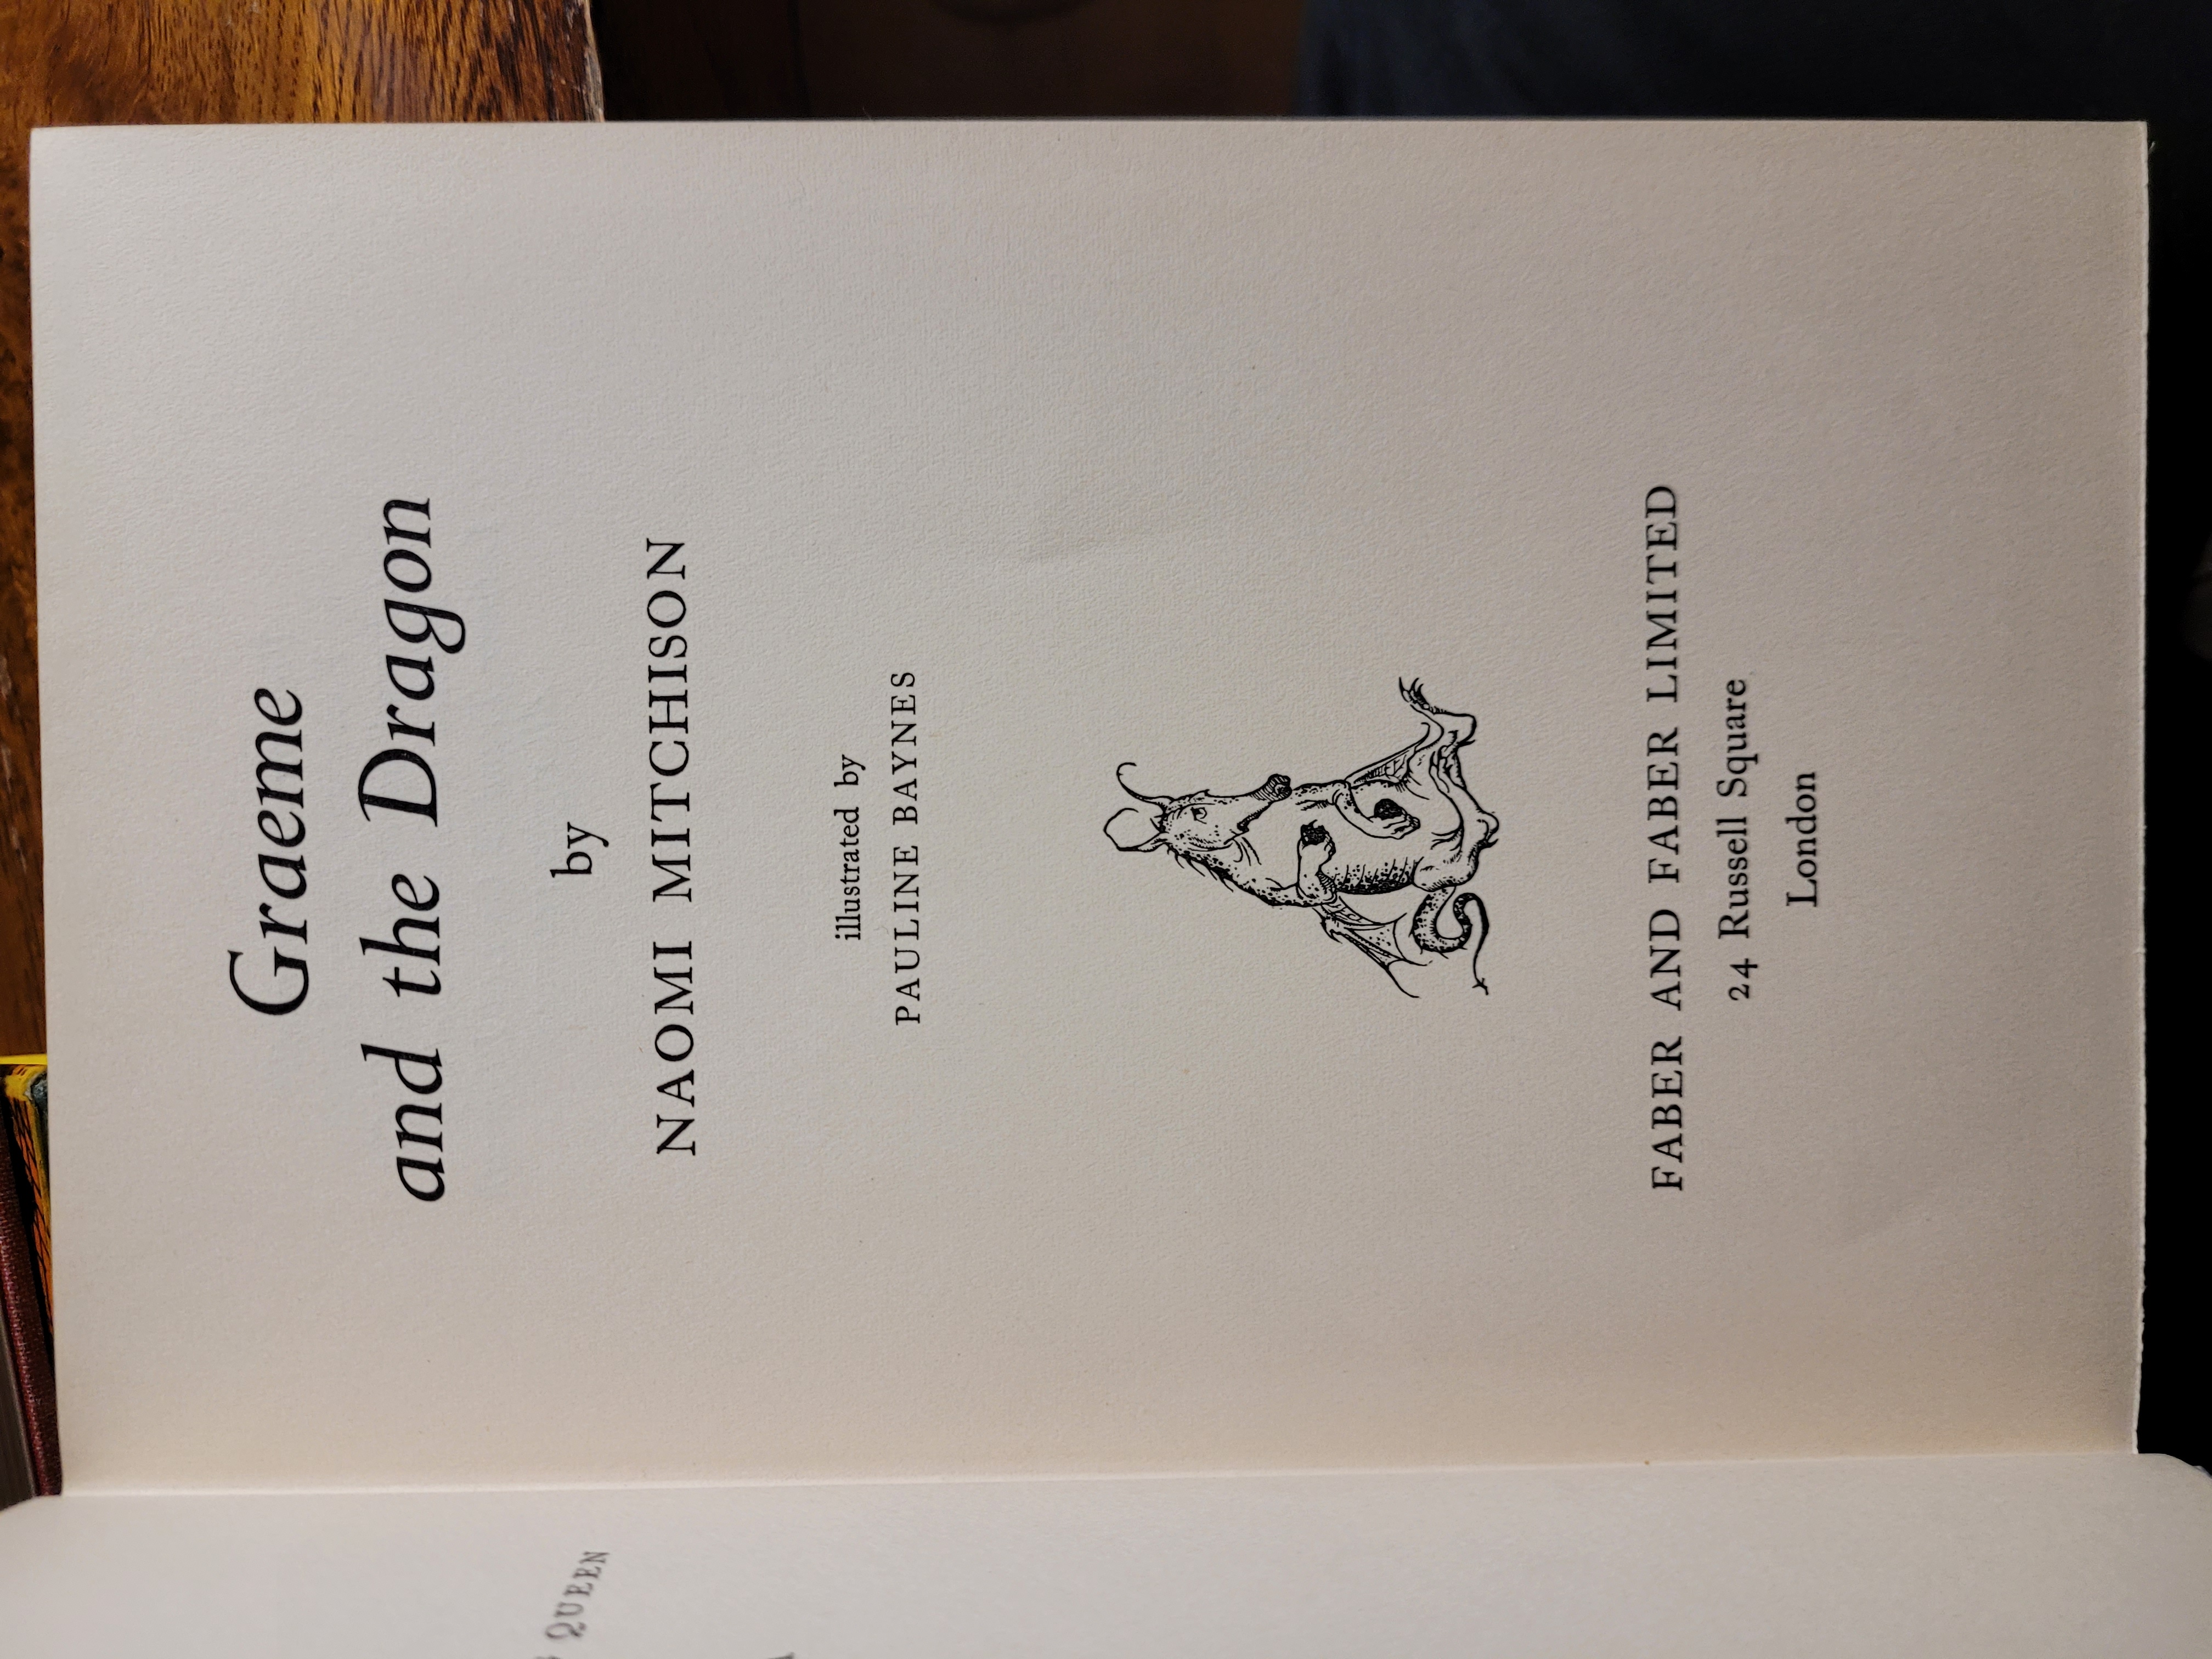 Graeme
and the Dragon
by
NAOMI MITCHISON
illustrated by
PAULINE BAYNES
FABER AND FABER LIMITED
24 Russell Square
London
QUEEN